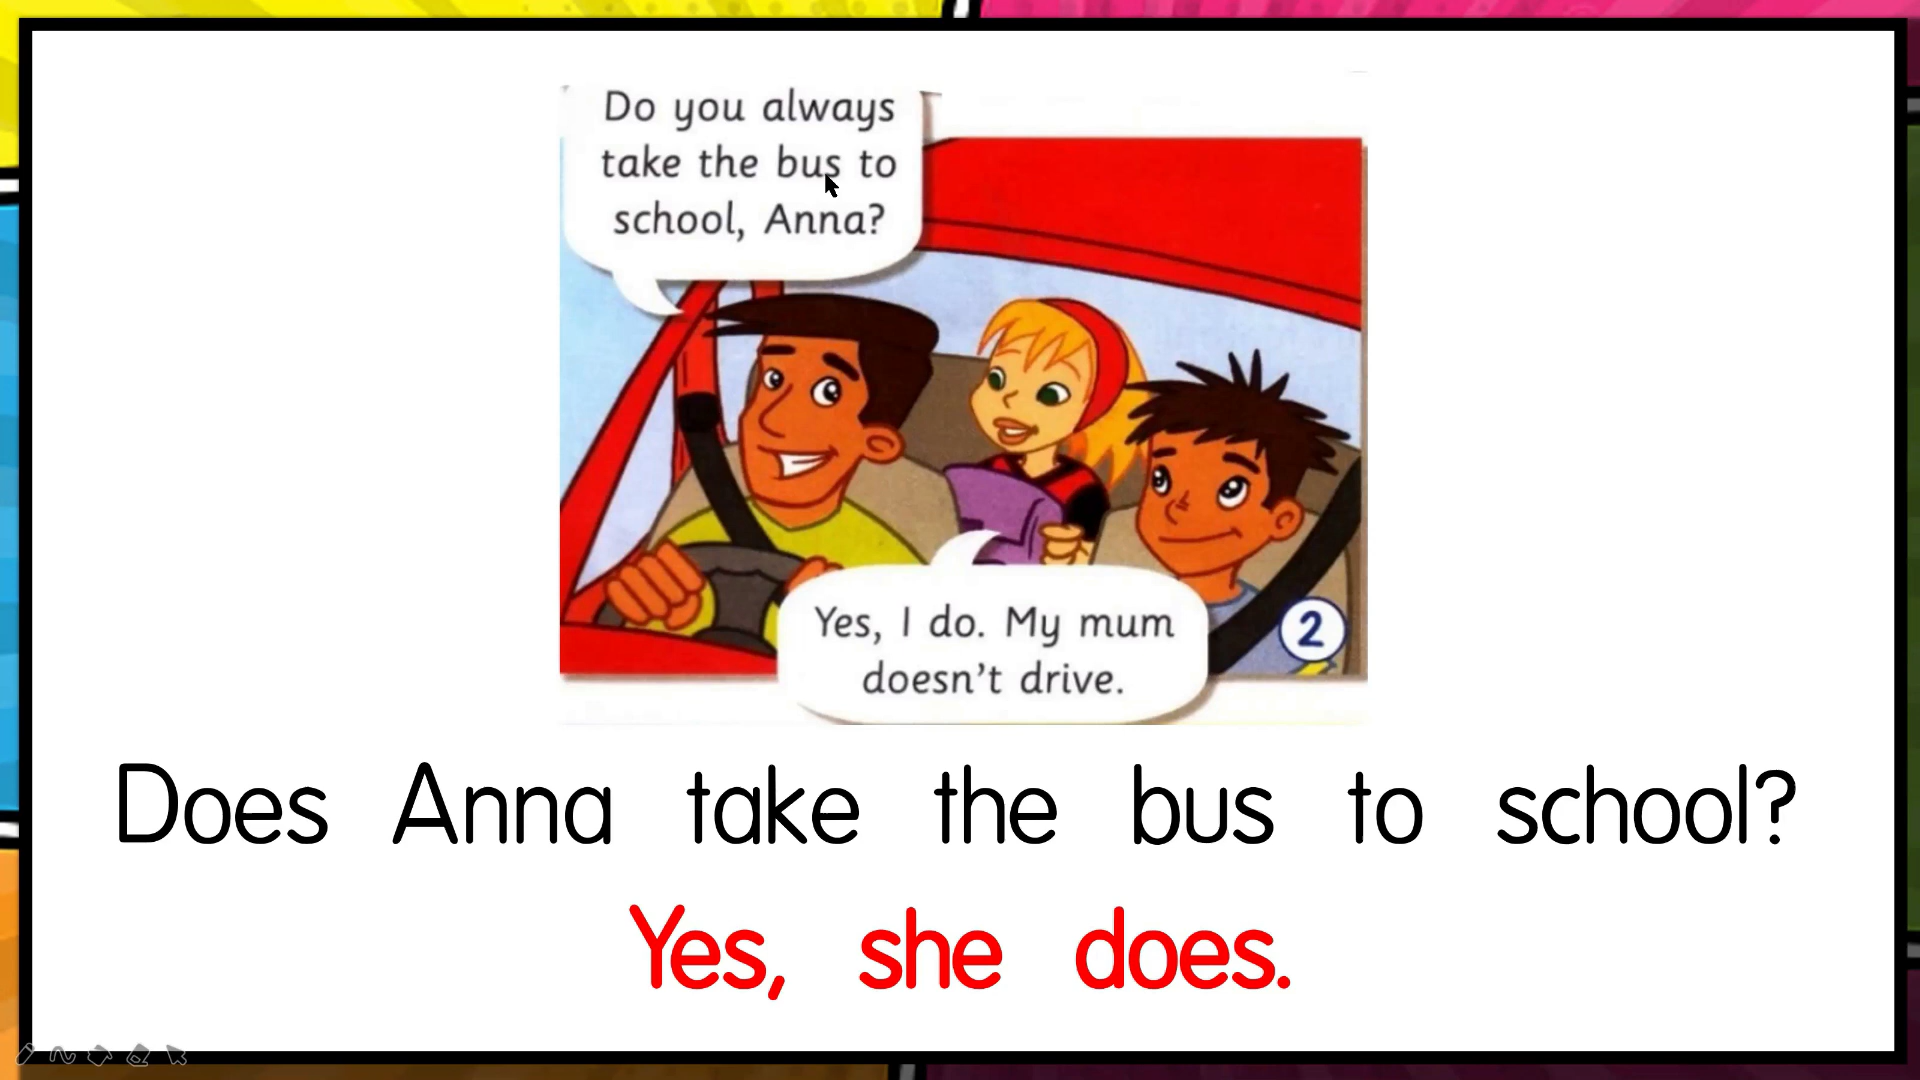 Do you always
take the bus to
school, Anna?
Yes, I do. My mum
doesn't drive.
2
Does Anna take the bus to school?
Yes, she does.